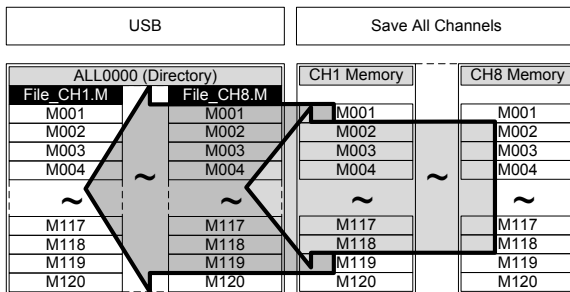 USB Save All Channels
ALL0000 (Directory) CH1 Memory CH8 Memory
File_CH1.M File_CH8.M
M001 M001 M001 M001
M002 M002 M002 M002
M003 M003 M003 M003
M004 M004 M004 M004
~ ~ ~ ~ ~ ~
M117 M117 M117 M117
M118 M118 M118 M118
M119 M119 M119 M119
M120 M120 M120 M120